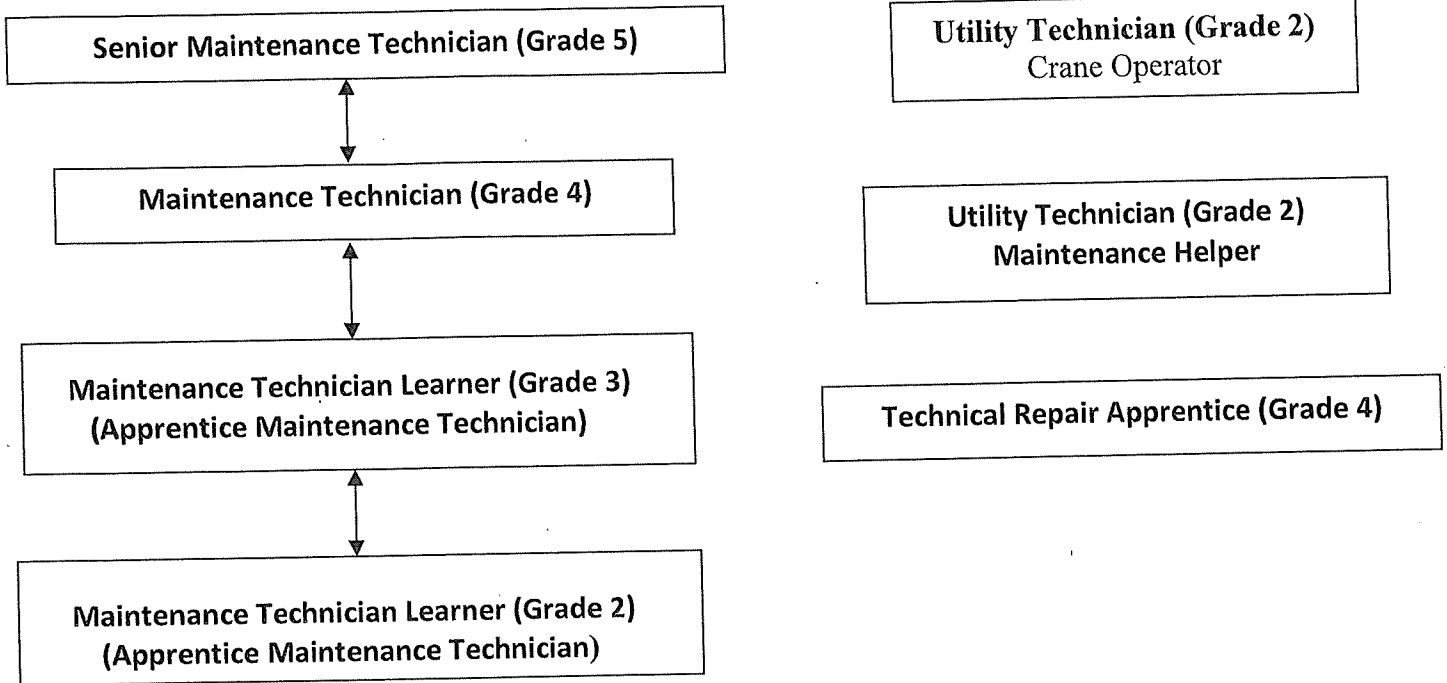 Senior Maintenance Technician (Grade 5)
Maintenance Technician (Grade 4)
Maintenance Technician Learner (Grade 3)
(Apprentice Maintenance Technician)
Maintenance Technician Learner (Grade 2)
(Apprentice Maintenance Technician)
Utility Technician (Grade 2)
Crane Operator
Utility Technician (Grade 2)
Maintenance Helper
Technical Repair Apprentice (Grade 4)